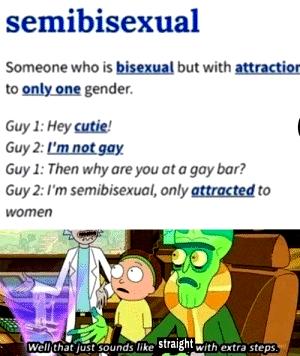 semibisexual
Someone who is bisexual but with attraction
to only one gender.
Guy 1: Hey cutie!
Guy 2: I'm not gay
Guy 1: Then why are you at a gay bar?
Guy 2: I'm semibisexual, only attracted to
women
Well that just sounds like straight with extra steps.